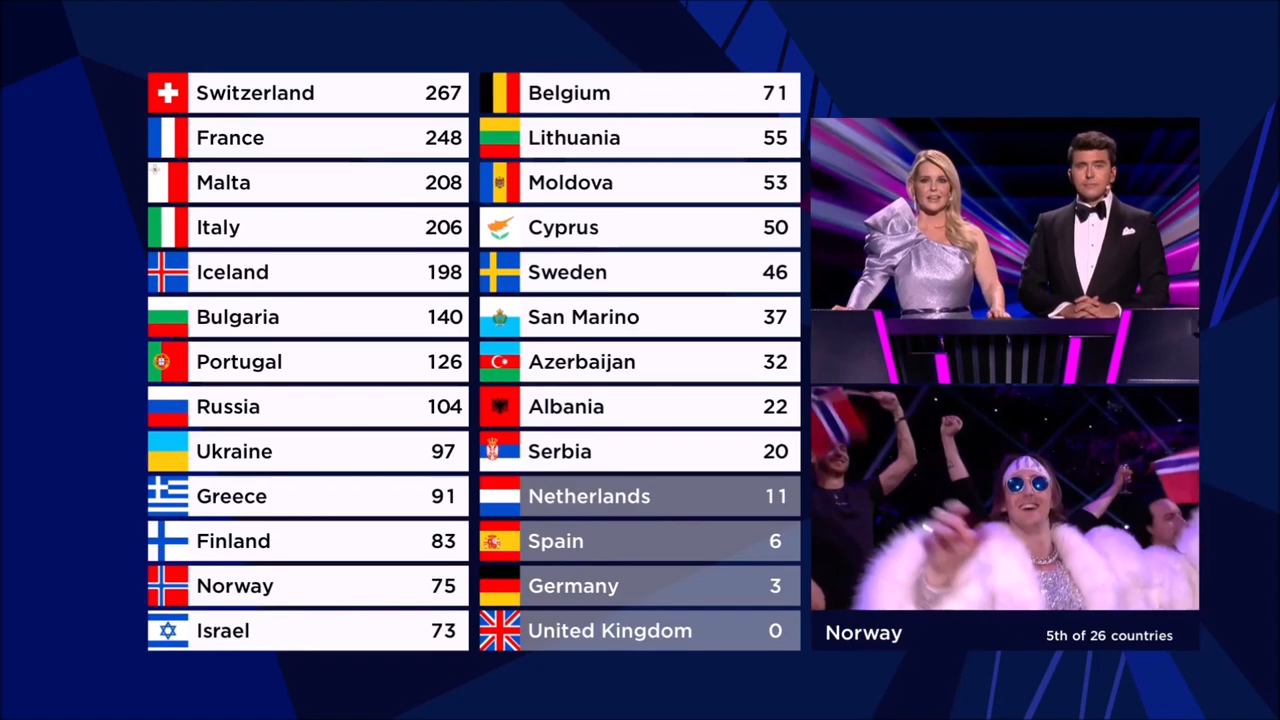 Switzerland 267
France 248
Malta 208
Italy 206
Iceland 198
Bulgaria 140
Portugal 126
Russia 104
Ukraine 97
Greece 91
Finland 83
Norway 75
Israel 73
Belgium 71
Lithuania 55
Moldova 53
Cyprus 50
Sweden 46
San Marino 37
Azerbaijan 32
Albania 22
Serbia 20
Netherlands 11
Spain 6
Germany 3
United Kingdom 0
Norway 5th of 26 countries